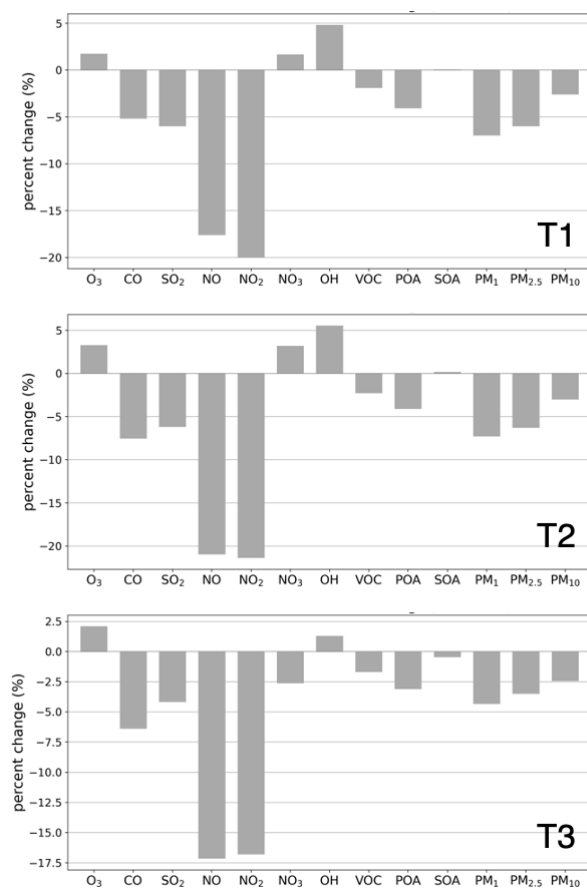 5
0
−5
−10
−15
−20
percent change (%)
T1
O₃ CO SO₂ NO NO₂ NO₃ OH VOC POA SOA PM₁ PM₂.₅ PM₁₀
5
0
−5
−10
−15
−20
percent change (%)
T2
O₃ CO SO₂ NO NO₂ NO₃ OH VOC POA SOA PM₁ PM₂.₅ PM₁₀
2.5
0.0
−2.5
−5.0
−7.5
−10.0
−12.5
−15.0
−17.5
percent change (%)
T3
O₃ CO SO₂ NO NO₂ NO₃ OH VOC POA SOA PM₁ PM₂.₅ PM₁₀